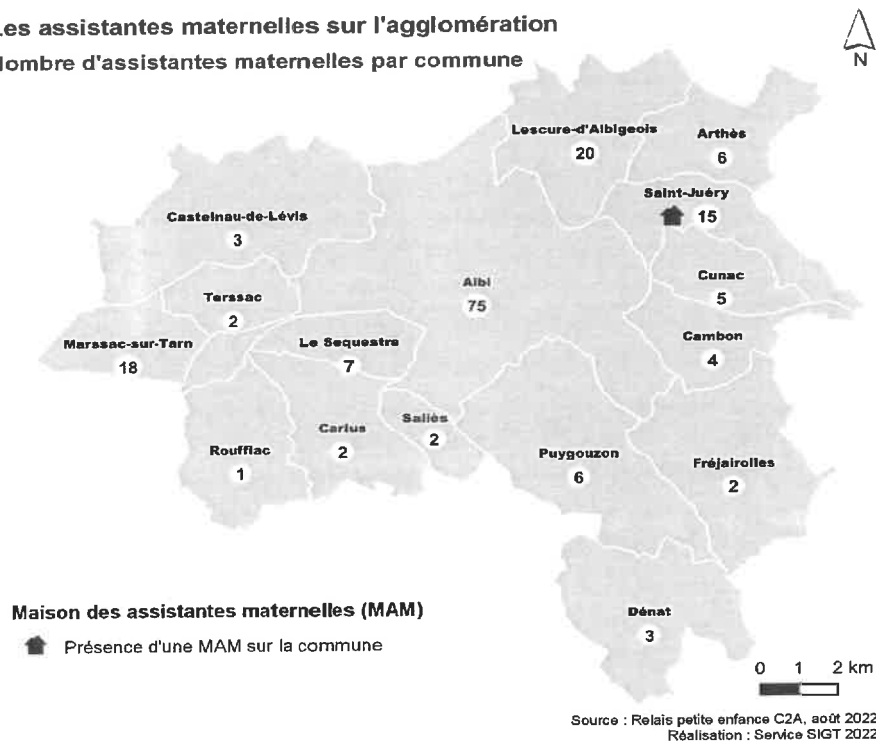 Les assistantes maternelles sur l'agglomération
Nombre d'assistantes maternelles par commune
N
Lescure-d'Albigeois
20
Arthès
6
Saint-Juéry
15
Castelnau-de-Lévis
3
Cunac
5
Albi
75
Terssac
2
Cambon
4
Marssac-sur-Tarn
18
Le Sequestre
7
Saliès
2
Carlus
2
Rouffiac
1
Puygouzon
6
Fréjairolles
2
Maison des assistantes maternelles (MAM)
Présence d'une MAM sur la commune
Dénat
3
0 1 2 km
Source : Relais petite enfance C2A, août 2022
Réalisation : Service SIGT 2022